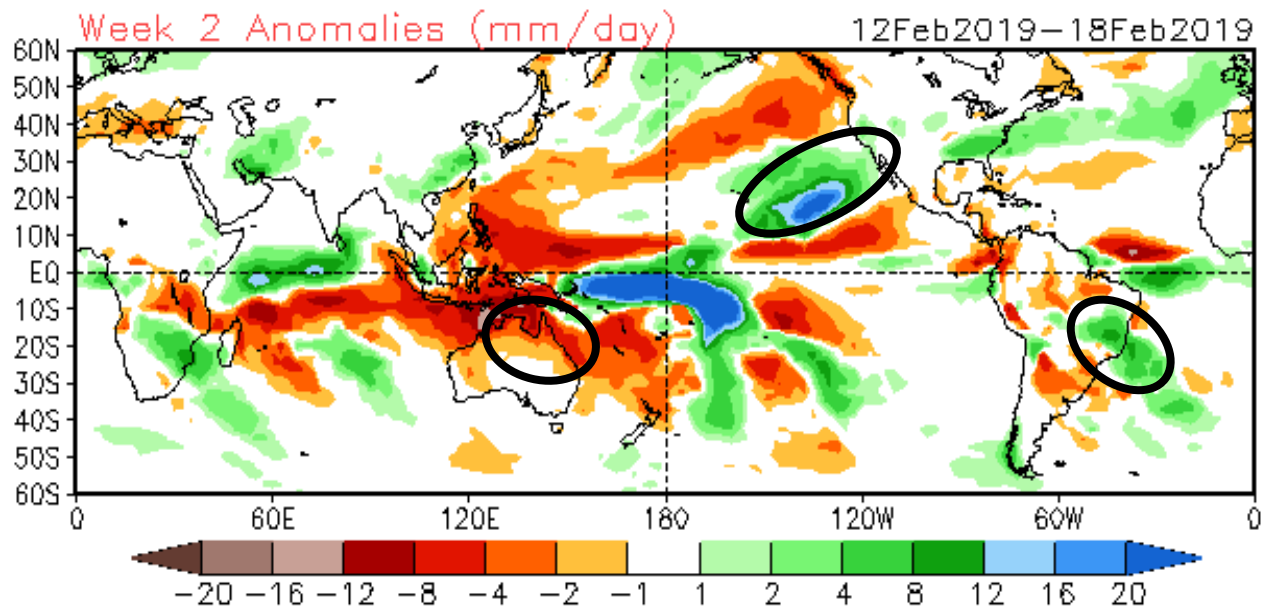 Week 2 Anomalies (mm/day) 12Feb2019-18Feb2019
60N
50N
40N
30N
20N
10N
EQ
10S
20S
30S
40S
50S
60S
0 60E 120E 180 120W 60W 0
-20 -16 -12 -8 -4 -2 -1 1 2 4 8 12 16 20